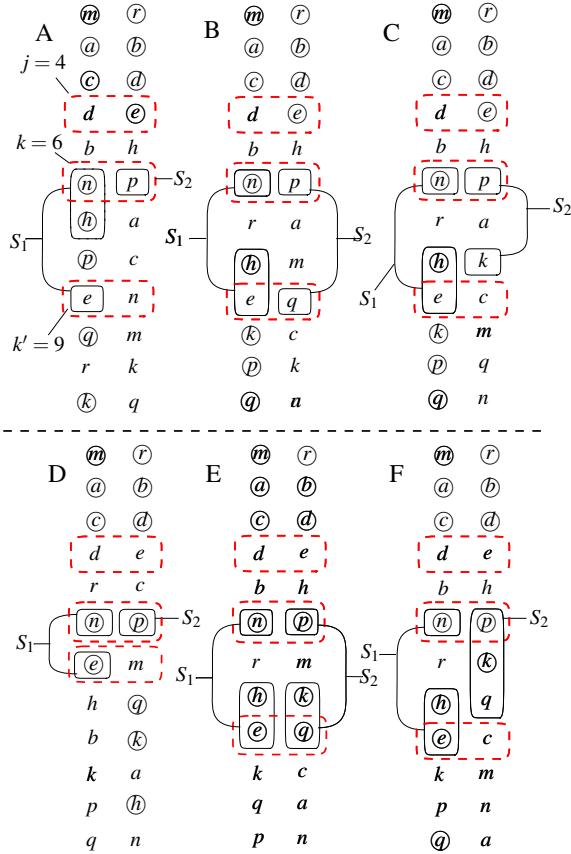 A ⓜ ⓡ B ⓜ ⓡ C ⓜ ⓡ
ⓐ ⓑ ⓐ ⓑ ⓐ ⓑ
j = 4 ⓒ ⓓ ⓒ ⓓ ⓒ ⓓ
d ⓔ d ⓔ d ⓔ
k = 6 b h b h b h
ⓝ p S₂ ⓝ p ⓝ p S₂
S₁ ⓗ a S₁ r a S₂ r a
ⓟ c ⓗ m ⓗ k
e n e q S₁ e c
k′ = 9 ⓠ m ⓚ c ⓚ m
r k ⓟ k ⓟ q
ⓚ q ⓠ n ⓠ n
D ⓜ ⓡ E ⓜ ⓡ F ⓜ ⓡ
ⓐ ⓑ ⓐ ⓑ ⓐ ⓑ
ⓒ ⓓ ⓒ ⓓ ⓒ ⓓ
d e d e d e
r c b h b h
S₁ ⓝ ⓟ S₂ ⓝ ⓟ ⓝ ⓟ S₂
ⓔ m S₁ r m S₂ S₁ r ⓚ
h ⓠ ⓗ ⓚ ⓗ q
b ⓚ ⓔ ⓠ ⓔ c
k a k c k m
p ⓗ q a p n
q n p n ⓠ a